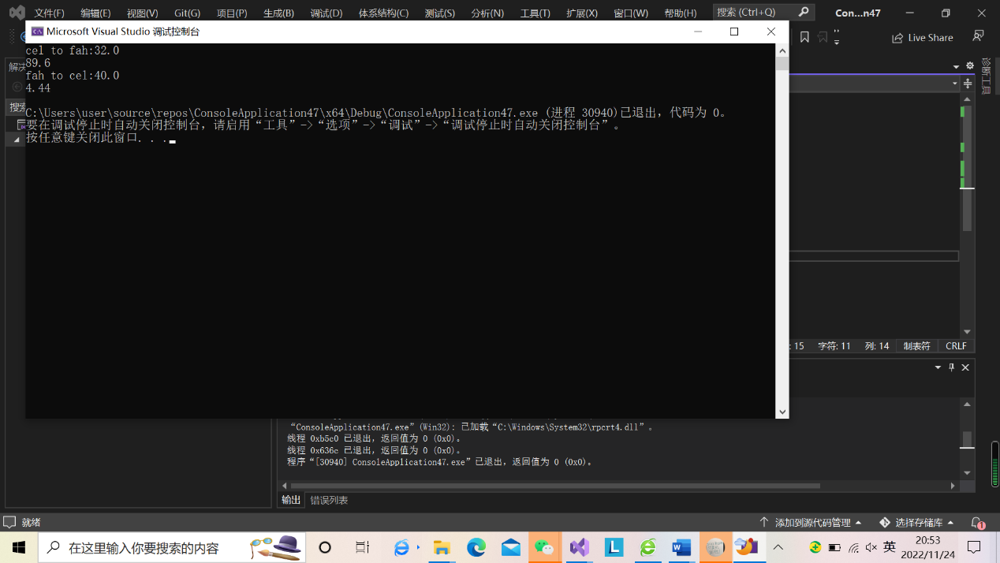 文件(F) 编辑(E) 视图(V) Git(G) 项目(P) 生成(B) 调试(D) 体系结构(C) 测试(S) 分析(N) 工具(T) 扩展(X) 窗口(W) 帮助(H) 搜索 (Ctrl+Q) Con...n47
Microsoft Visual Studio 调试控制台
Live Share
cel to fah:32.0
89.6
fah to cel:40.0
4.44
C:\Users\user\source\repos\ConsoleApplication47\x64\Debug\ConsoleApplication47.exe (进程 30940)已退出，代码为 0。
要在调试停止时自动关闭控制台，请启用“工具”->“选项”->“调试”->“调试停止时自动关闭控制台”。
按任意键关闭此窗口. . .
诊断工具
: 15 字符: 11 列: 14 制表符 CRLF
“ConsoleApplication47.exe”(Win32): 已加载“C:\Windows\System32\rpcrt4.dll”。
线程 0xb5c0 已退出，返回值为 0 (0x0)。
线程 0x636c 已退出，返回值为 0 (0x0)。
程序“[30940] ConsoleApplication47.exe”已退出，返回值为 0 (0x0)。
输出 错误列表
就绪 添加到源代码管理 选择存储库 1
在这里输入你要搜索的内容 英 20:53
2022/11/24